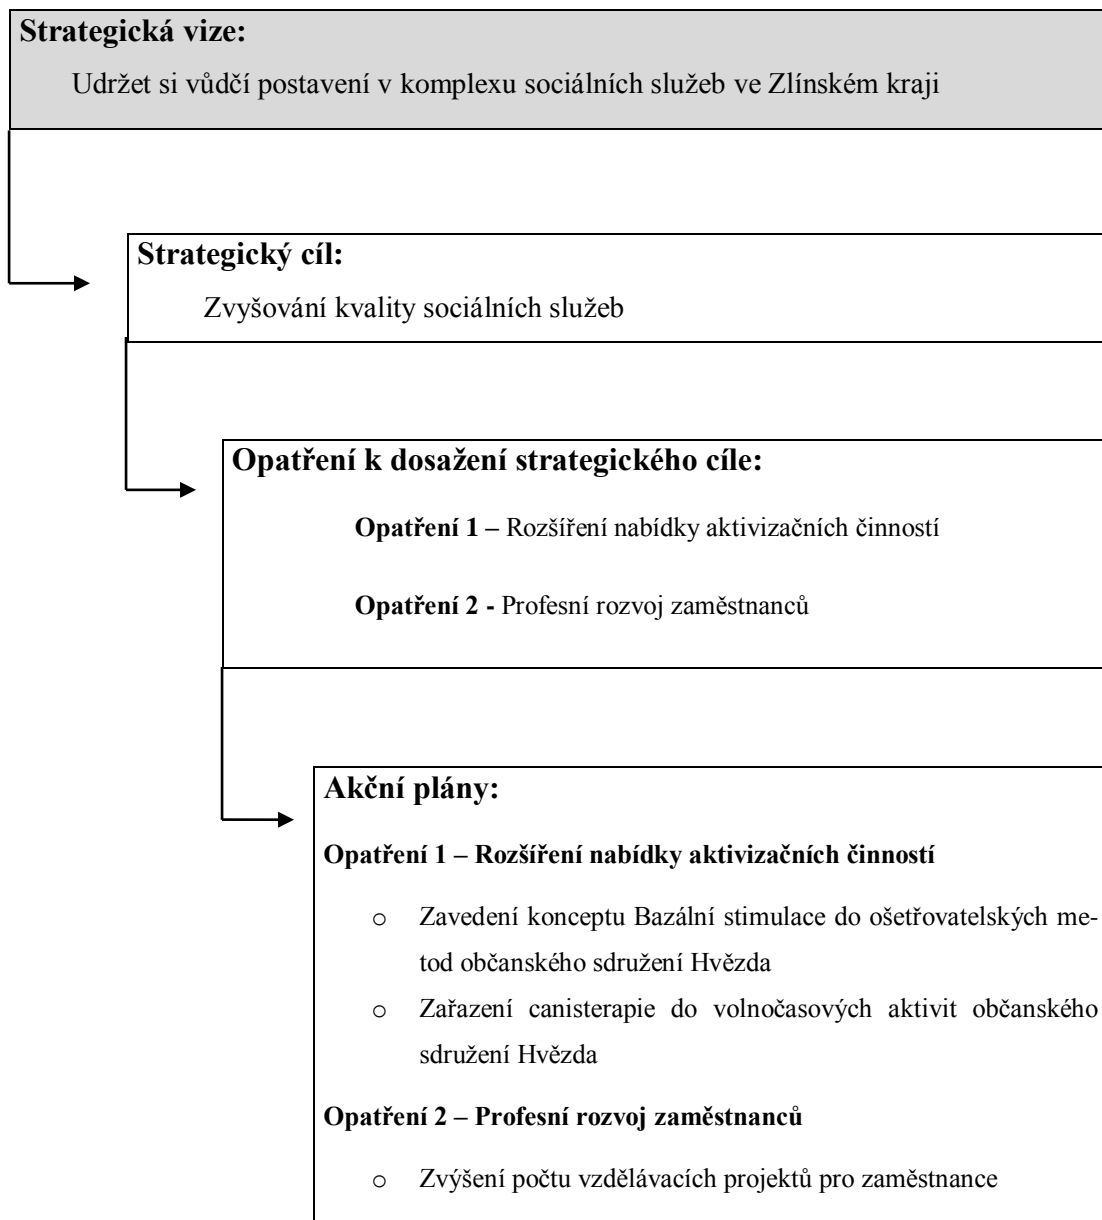 Strategická vize:
Udržet si vůdčí postavení v komplexu sociálních služeb ve Zlínském kraji
Strategický cíl:
Zvyšování kvality sociálních služeb
Opatření k dosažení strategického cíle:
Opatření 1 – Rozšíření nabídky aktivizačních činností
Opatření 2 - Profesní rozvoj zaměstnanců
Akční plány:
Opatření 1 – Rozšíření nabídky aktivizačních činností
o Zavedení konceptu Bazální stimulace do ošetřovatelských me-
tod občanského sdružení Hvězda
o Zařazení canisterapie do volnočasových aktivit občanského
sdružení Hvězda
Opatření 2 – Profesní rozvoj zaměstnanců
o Zvýšení počtu vzdělávacích projektů pro zaměstnance